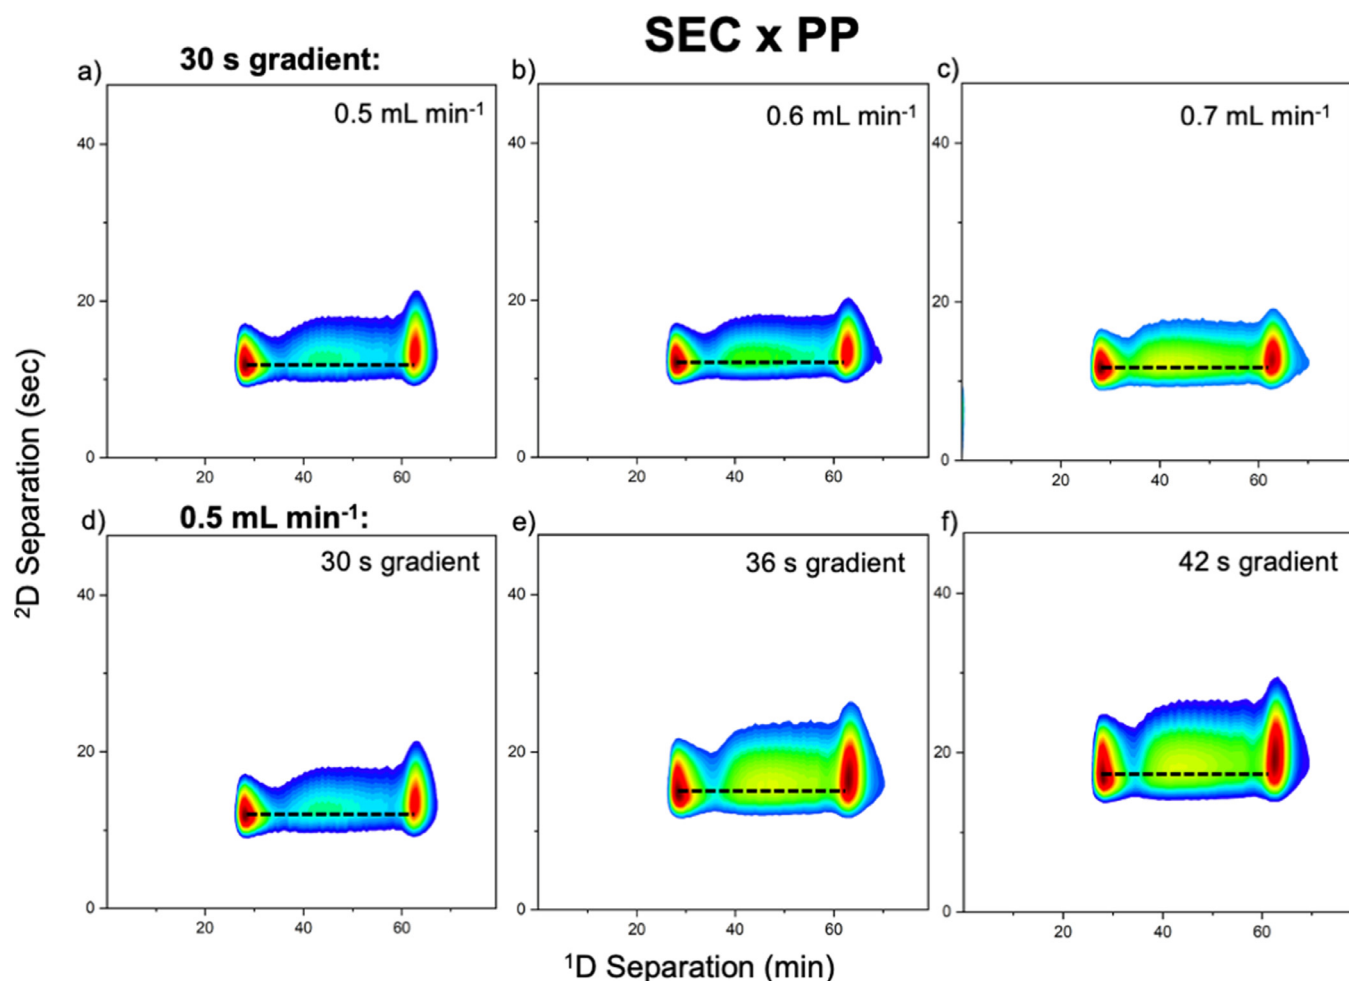 SEC x PP
30 s gradient:
a)
b)
c)
0.5 mL min⁻¹
0.6 mL min⁻¹
0.7 mL min⁻¹
40
40
40
20
20
20
0
0
0
20
40
60
20
40
60
20
40
60
²D Separation (sec)
0.5 mL min⁻¹:
d)
e)
f)
30 s gradient
36 s gradient
42 s gradient
40
40
40
20
20
20
0
0
0
20
40
60
20
40
60
20
40
60
¹D Separation (min)